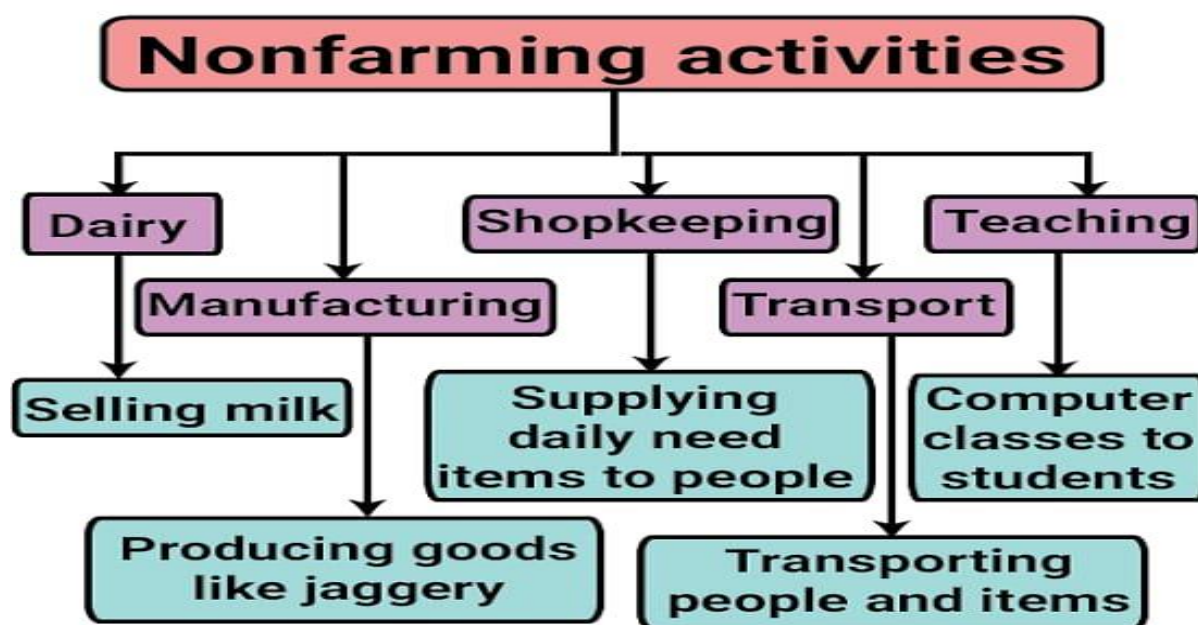 Nonfarming activities
Dairy
Shopkeeping
Teaching
Manufacturing
Transport
Selling milk
Supplying
daily need
items to people
Computer
classes to
students
Producing goods
like jaggery
Transporting
people and items